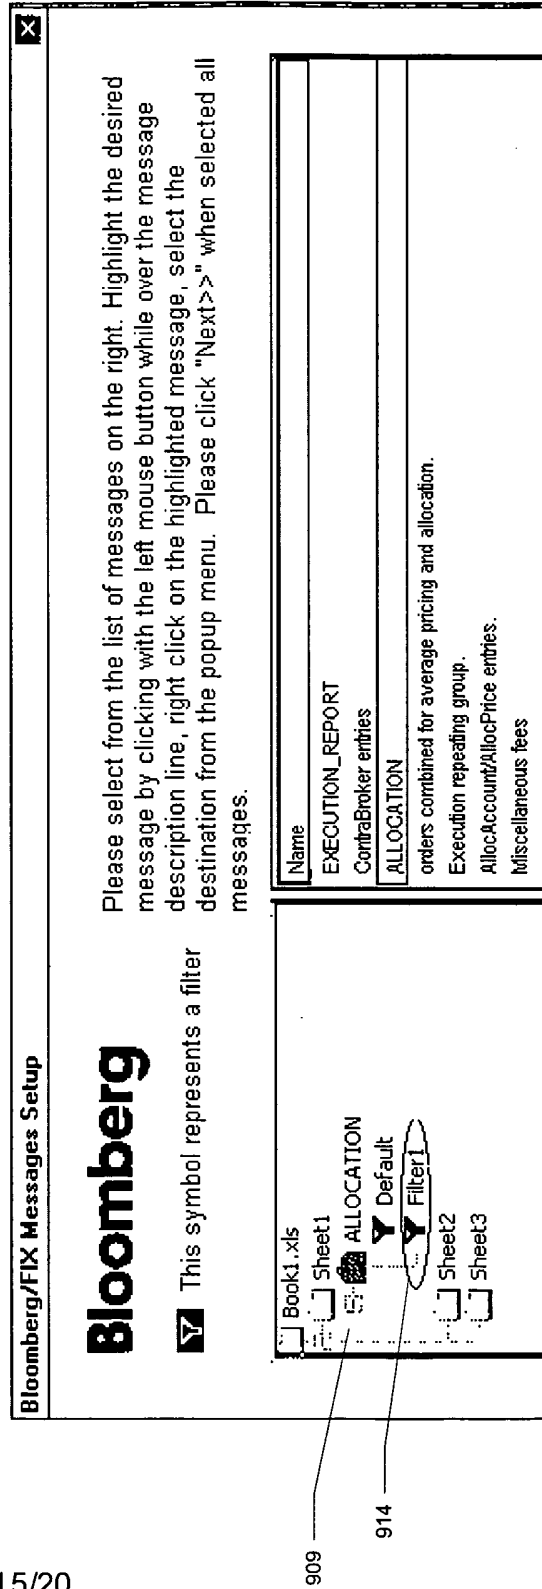 15/20
Bloomberg/FIX Messages Setup
X
Bloomberg
This symbol represents a filter
Please select from the list of messages on the right. Highlight the desired
message by clicking with the left mouse button while over the message
description line, right click on the highlighted message, select the
destination from the popup menu. Please click "Next>>" when selected all
messages.
Book1.xls
Sheet1
ALLOCATION
Default
Filter1
Sheet2
Sheet3
Name
EXECUTION_REPORT
ContraBroker entries
ALLOCATION
orders combined for average pricing and allocation.
Execution repeating group.
AllocAccount/AllocPrice entries.
Miscellaneous fees
909
914